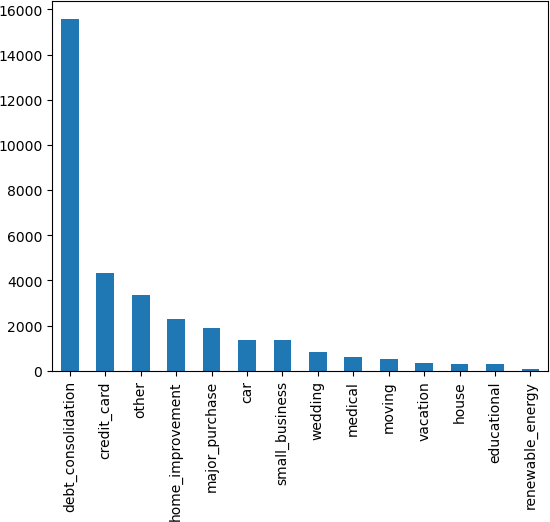 16000
14000
12000
10000
8000
6000
4000
2000
0
debt_consolidation
credit_card
other
home_improvement
major_purchase
car
small_business
wedding
medical
moving
vacation
house
educational
renewable_energy